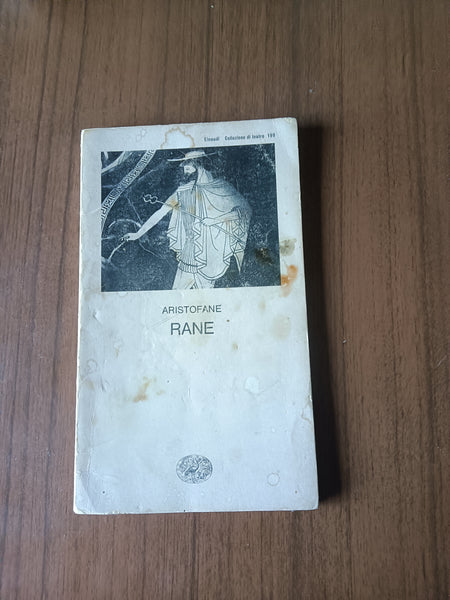 Einaudi Collezione di teatro 199
ARISTOFANE
RANE